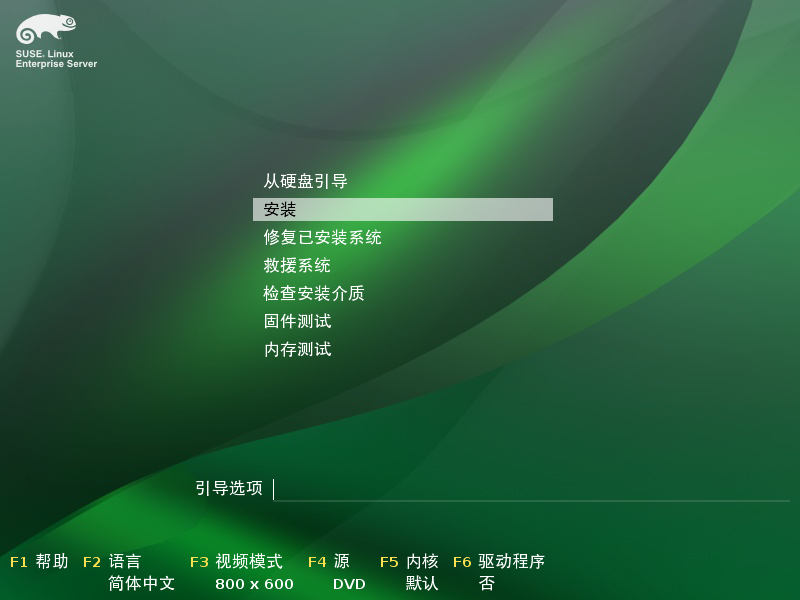 SUSE. Linux
Enterprise Server
从硬盘引导
安装
修复已安装系统
救援系统
检查安装介质
固件测试
内存测试
引导选项
F1 帮助 F2 语言 F3 视频模式 F4 源 F5 内核 F6 驱动程序
简体中文 800 x 600 DVD 默认 否